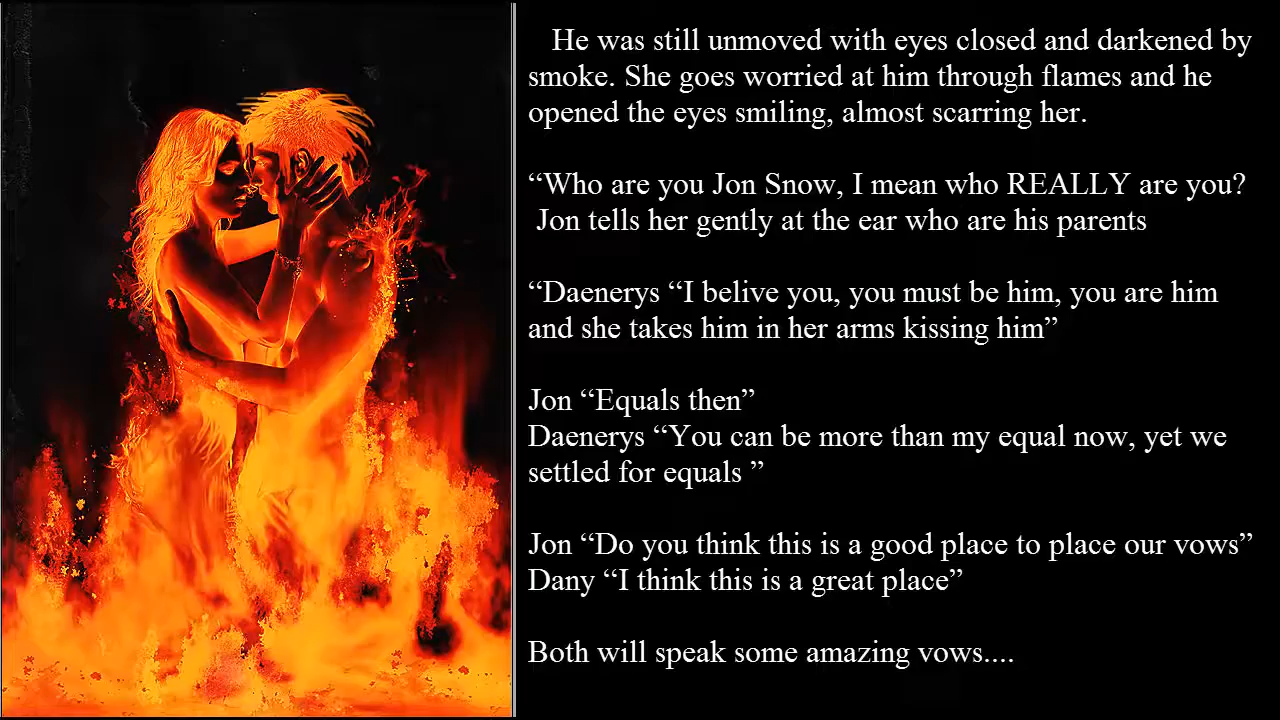 He was still unmoved with eyes closed and darkened by
smoke. She goes worried at him through flames and he
opened the eyes smiling, almost scarring her.
“Who are you Jon Snow, I mean who REALLY are you?
Jon tells her gently at the ear who are his parents
“Daenerys “I belive you, you must be him, you are him
and she takes him in her arms kissing him”
Jon “Equals then”
Daenerys “You can be more than my equal now, yet we
settled for equals ”
Jon “Do you think this is a good place to place our vows”
Dany “I think this is a great place”
Both will speak some amazing vows....